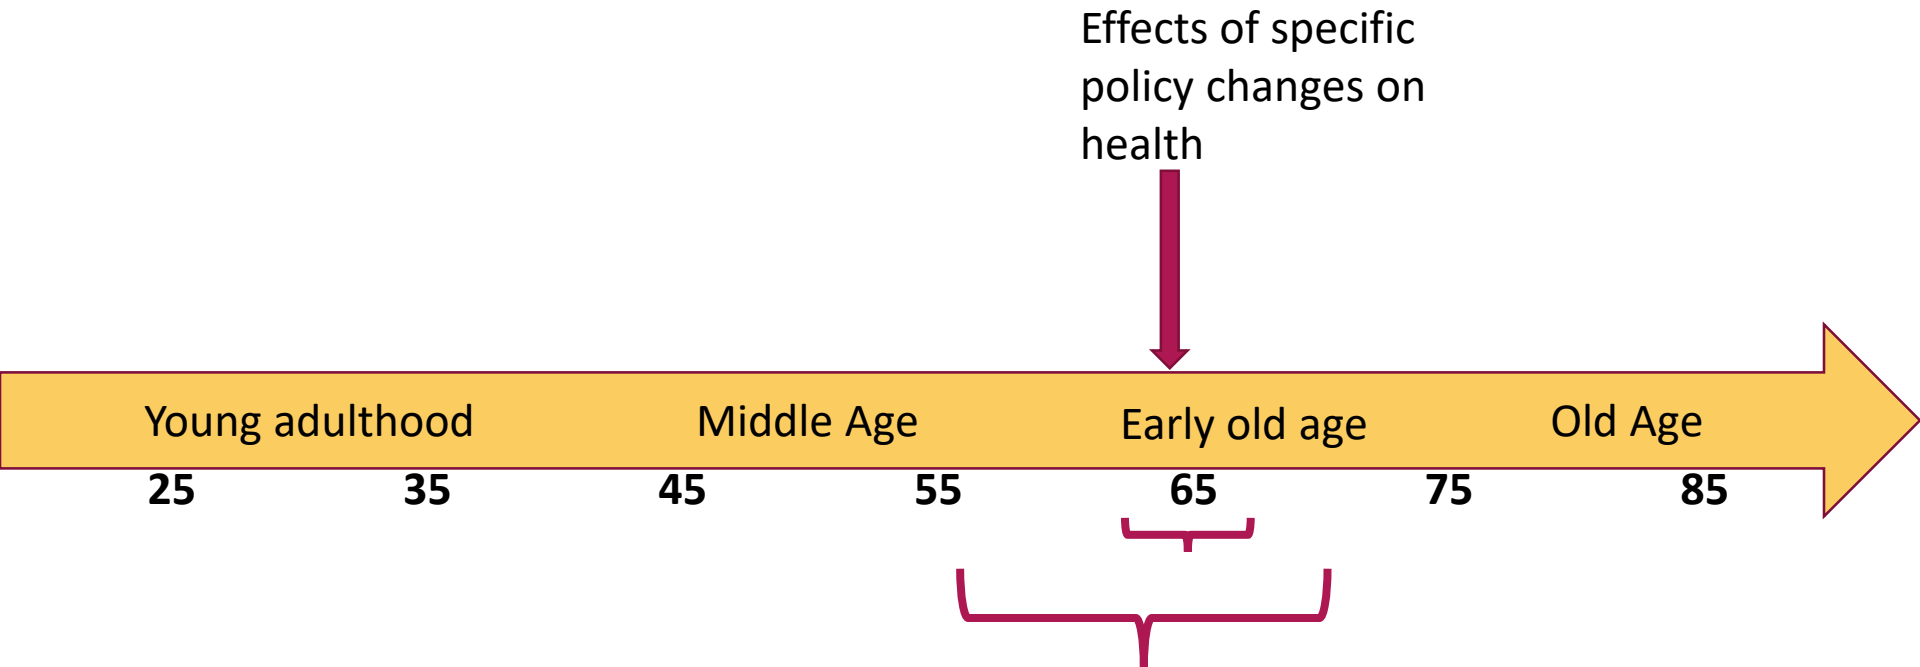 Effects of specific
policy changes on
health
Young adulthood Middle Age Early old age Old Age
25 35 45 55 65 75 85